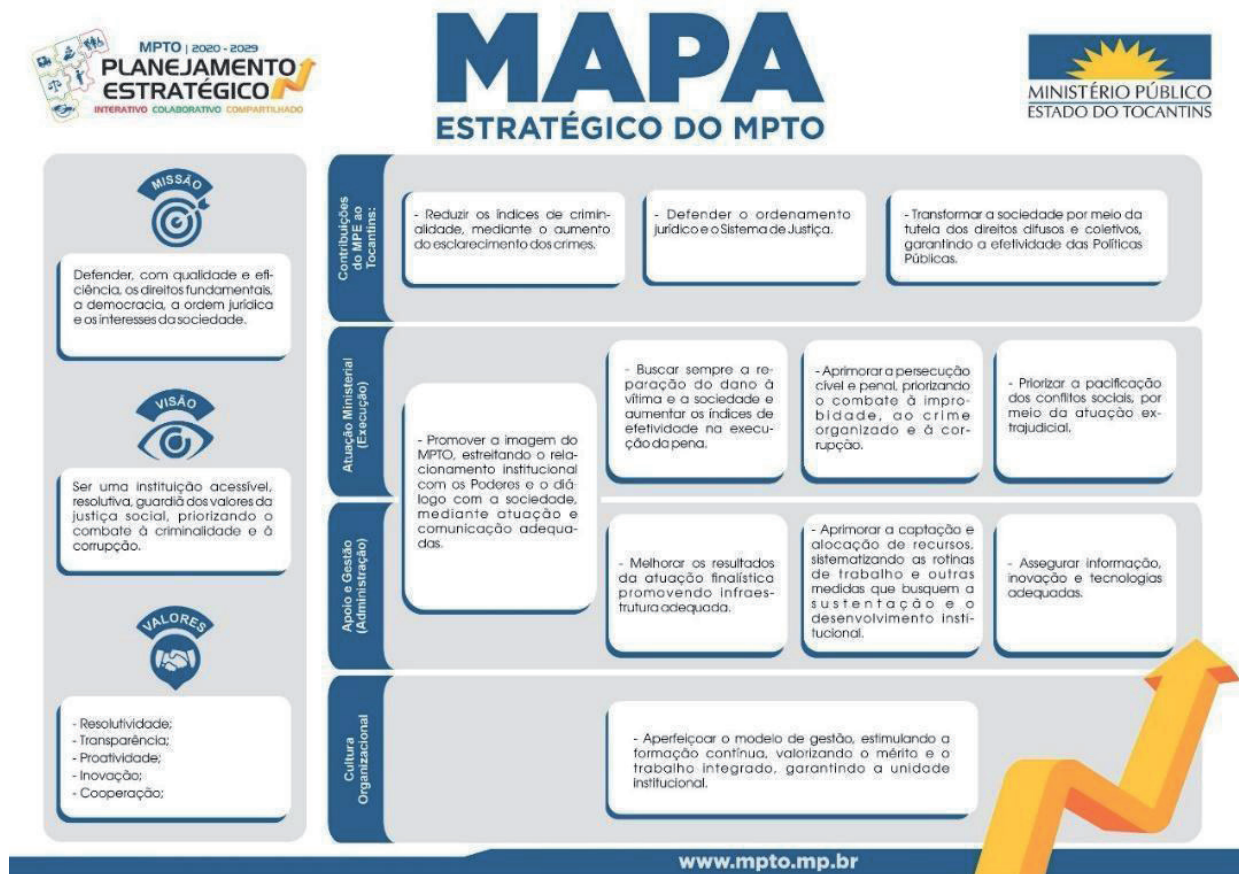 MPTO | 2020 - 2029
PLANEJAMENTO
ESTRATÉGICO
INTERATIVO COLABORATIVO COMPARTILHADO
MAPA
ESTRATÉGICO DO MPTO
MINISTÉRIO PÚBLICO
ESTADO DO TOCANTINS
MISSÃO
Defender, com qualidade e efi-
ciência, os direitos fundamentais,
a democracia, a ordem jurídica
e os interesses da sociedade.
VISÃO
Ser uma instituição acessível,
resolutiva, guardiã dos valores da
justiça social, priorizando o
combate à criminalidade e à
corrupção.
VALORES
- Resolutividade;
- Transparência;
- Proatividade;
- Inovação;
- Cooperação;
Contribuições
do MPE ao
Tocantins:
- Reduzir os índices de crimin-
alidade, mediante o aumento
do esclarecimento dos crimes.
- Defender o ordenamento
jurídico e o Sistema de Justiça.
- Transformar a sociedade por meio da
tutela dos direitos difusos e coletivos,
garantindo a efetividade das Políticas
Públicas.
Atuação Ministerial
(Execução)
- Promover a imagem do
MPTO, estreitando o rela-
cionamento institucional
com os Poderes e o diá-
logo com a sociedade,
mediante atuação e
comunicação adequa-
das.
- Buscar sempre a re-
paração do dano à
vítima e a sociedade e
aumentar os índices de
efetividade na execu-
ção da pena.
- Aprimorar a persecução
cível e penal, priorizando
o combate à impro-
bidade, ao crime
organizado e à cor-
rupção.
- Priorizar a pacificação
dos conflitos sociais, por
meio da atuação ex-
trajudicial.
Apoio e Gestão
(Administração)
- Melhorar os resultados
da atuação finalística
promovendo infraes-
trutura adequada.
- Aprimorar a captação e
alocação de recursos,
sistematizando as rotinas
de trabalho e outras
medidas que busquem a
sustentação e o
desenvolvimento insti-
tucional.
- Assegurar informação,
inovação e tecnologias
adequadas.
Cultura
Organizacional
- Aperfeiçoar o modelo de gestão, estimulando a
formação contínua, valorizando o mérito e o
trabalho integrado, garantindo a unidade
institucional.
www.mpto.mp.br